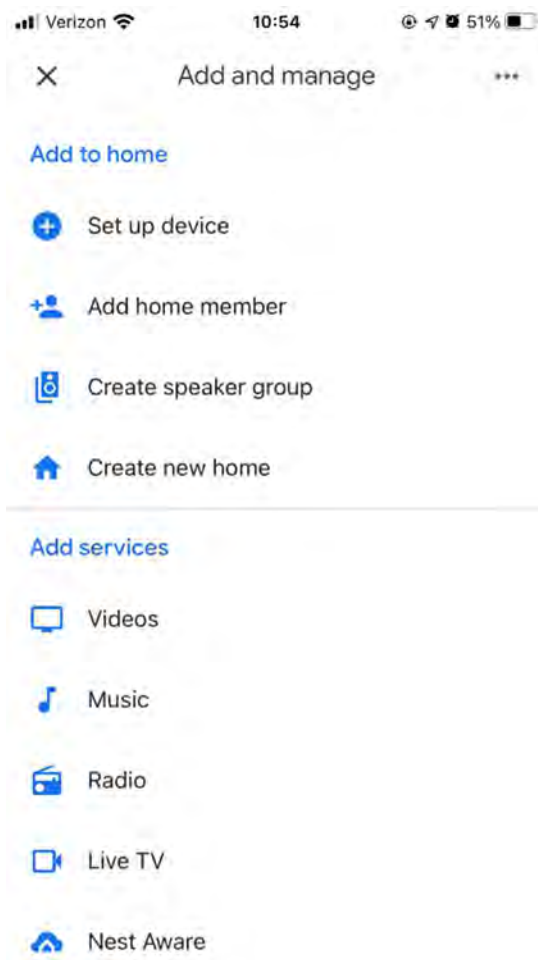 Verizon 10:54 51%
Add and manage
Add to home
Set up device
Add home member
Create speaker group
Create new home
Add services
Videos
Music
Radio
Live TV
Nest Aware